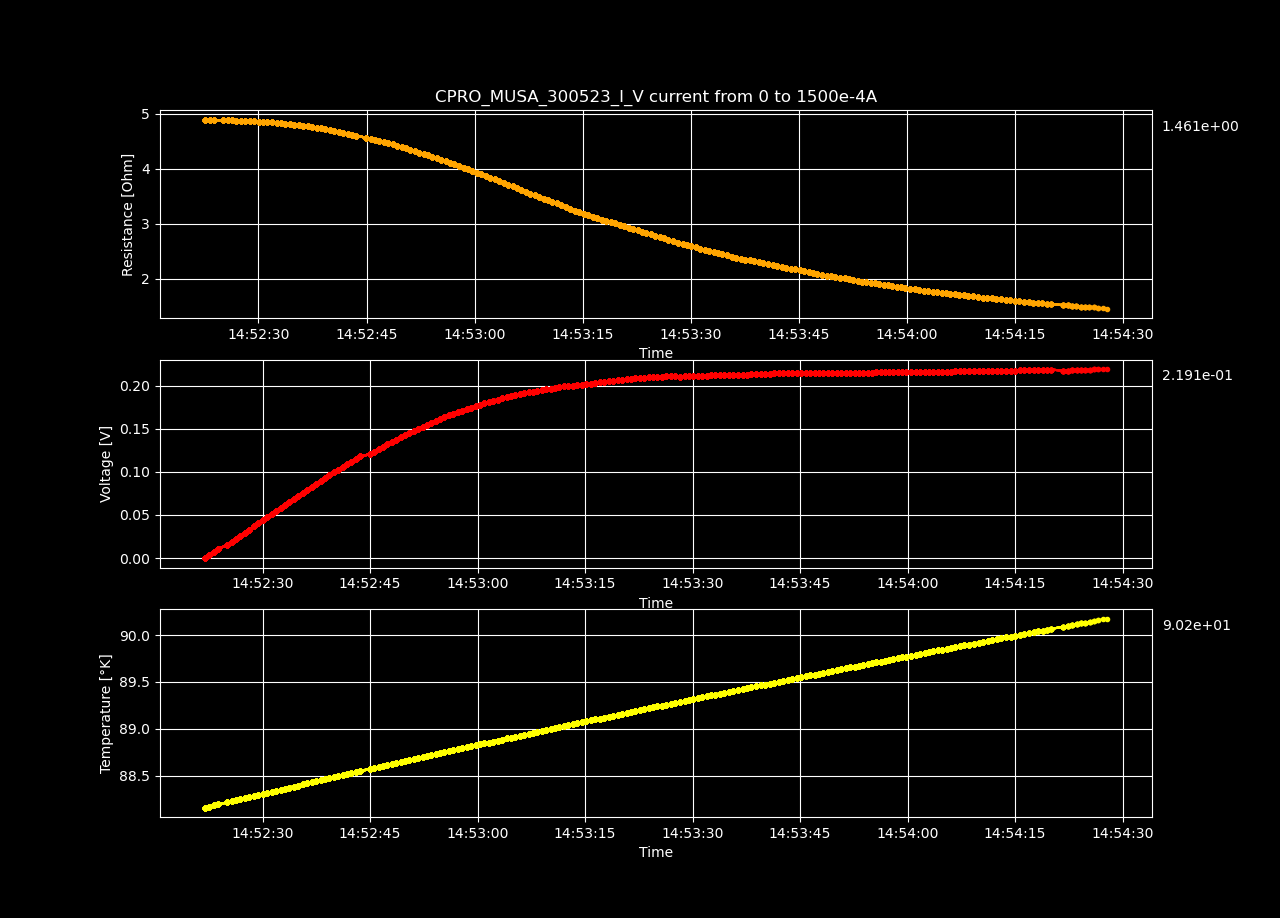 CPRO_MUSA_300523_I_V current from 0 to 1500e-4A
5
4
3
2
Resistance [Ohm]
1.461e+00
14:52:30 14:52:45 14:53:00 14:53:15 14:53:30 14:53:45 14:54:00 14:54:15 14:54:30
Time
0.20
0.15
0.10
0.05
0.00
Voltage [V]
2.191e-01
14:52:30 14:52:45 14:53:00 14:53:15 14:53:30 14:53:45 14:54:00 14:54:15 14:54:30
Time
90.0
89.5
89.0
88.5
Temperature [°K]
9.02e+01
14:52:30 14:52:45 14:53:00 14:53:15 14:53:30 14:53:45 14:54:00 14:54:15 14:54:30
Time